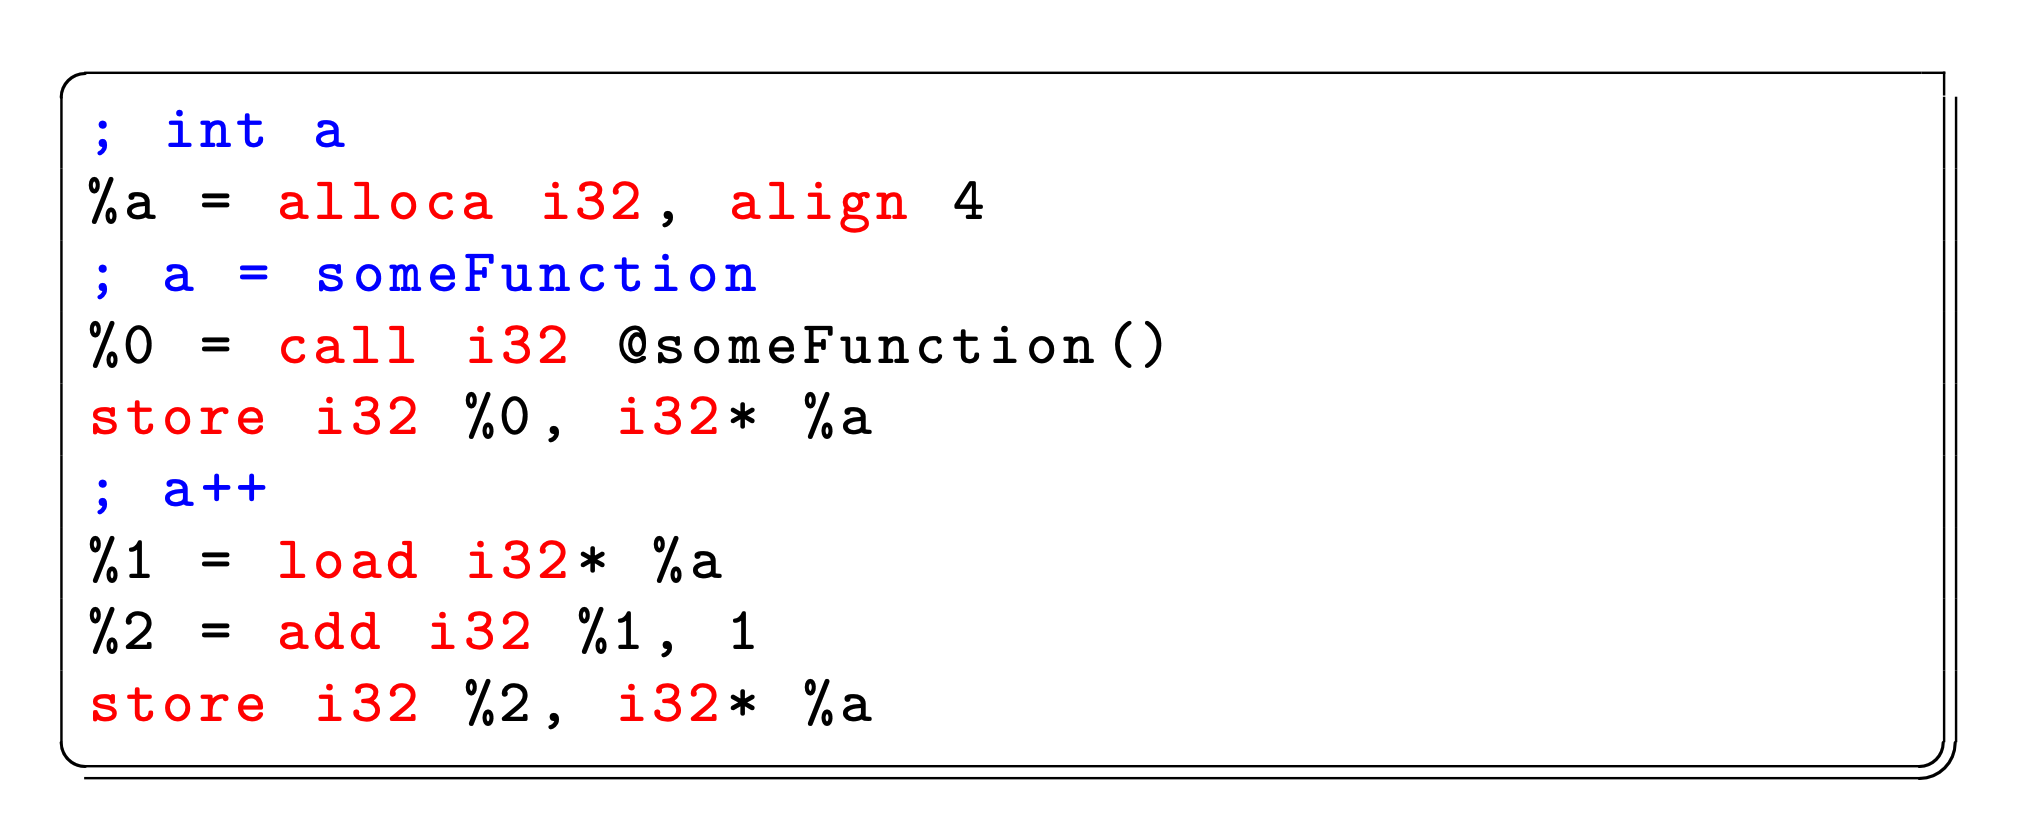 ; int a
%a = alloca i32, align 4
; a = someFunction
%0 = call i32 @someFunction()
store i32 %0, i32* %a
; a++
%1 = load i32* %a
%2 = add i32 %1, 1
store i32 %2, i32* %a